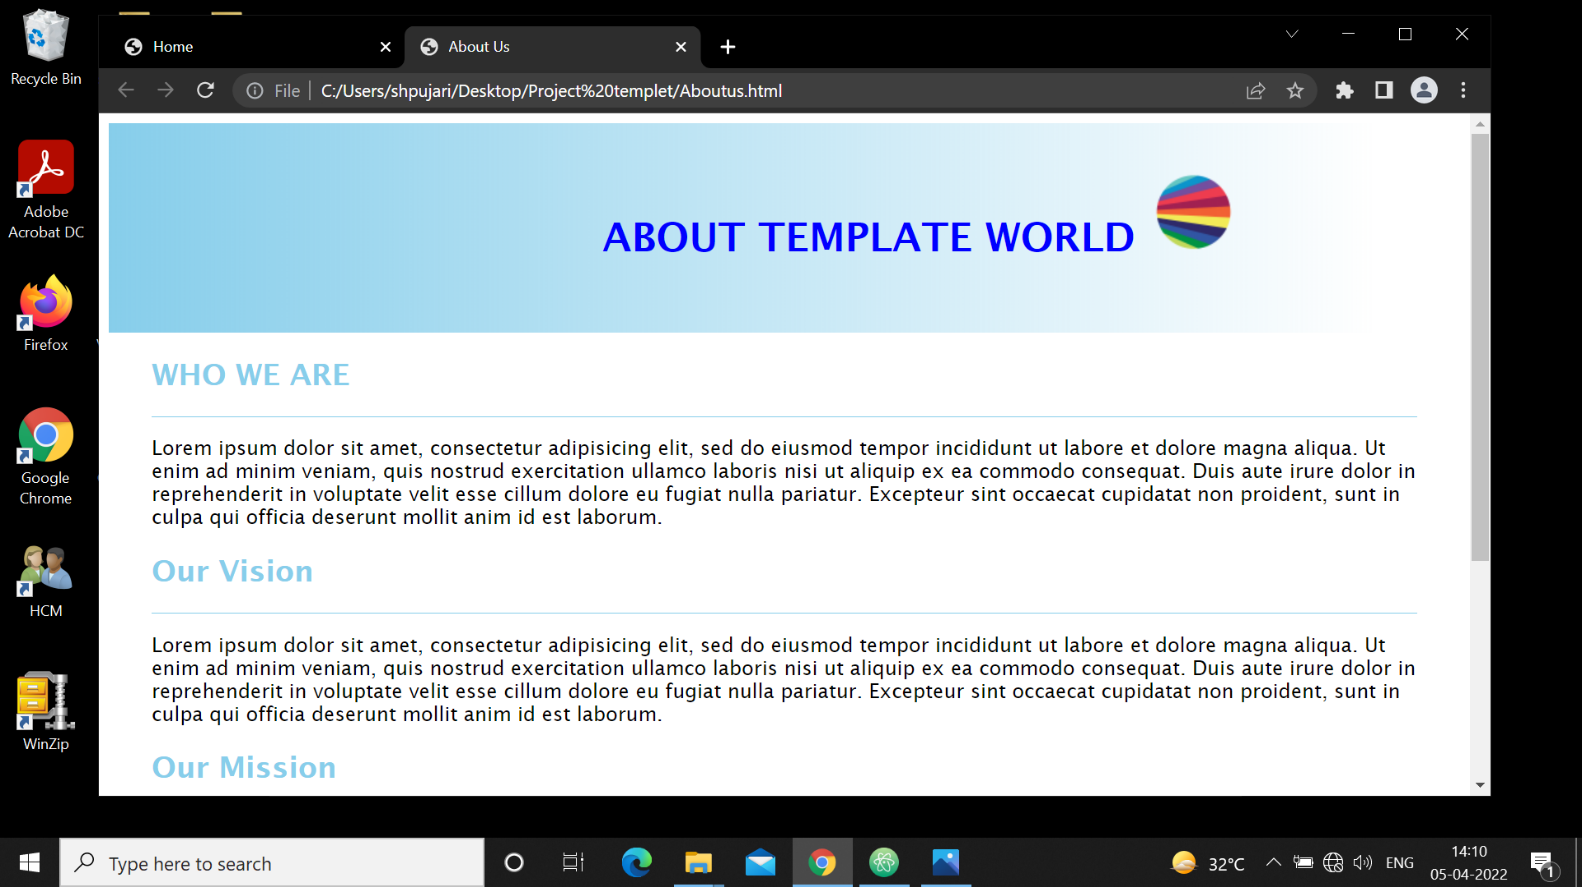 Recycle Bin
Adobe
Acrobat DC
Firefox
Google
Chrome
HCM
WinZip
Home
About Us
File
C:/Users/shpujari/Desktop/Project%20templet/Aboutus.html
ABOUT TEMPLATE WORLD
WHO WE ARE
Lorem ipsum dolor sit amet, consectetur adipisicing elit, sed do eiusmod tempor incididunt ut labore et dolore magna aliqua. Ut
enim ad minim veniam, quis nostrud exercitation ullamco laboris nisi ut aliquip ex ea commodo consequat. Duis aute irure dolor in
reprehenderit in voluptate velit esse cillum dolore eu fugiat nulla pariatur. Excepteur sint occaecat cupidatat non proident, sunt in
culpa qui officia deserunt mollit anim id est laborum.
Our Vision
Lorem ipsum dolor sit amet, consectetur adipisicing elit, sed do eiusmod tempor incididunt ut labore et dolore magna aliqua. Ut
enim ad minim veniam, quis nostrud exercitation ullamco laboris nisi ut aliquip ex ea commodo consequat. Duis aute irure dolor in
reprehenderit in voluptate velit esse cillum dolore eu fugiat nulla pariatur. Excepteur sint occaecat cupidatat non proident, sunt in
culpa qui officia deserunt mollit anim id est laborum.
Our Mission
Type here to search
32°C
ENG
14:10
05-04-2022
1